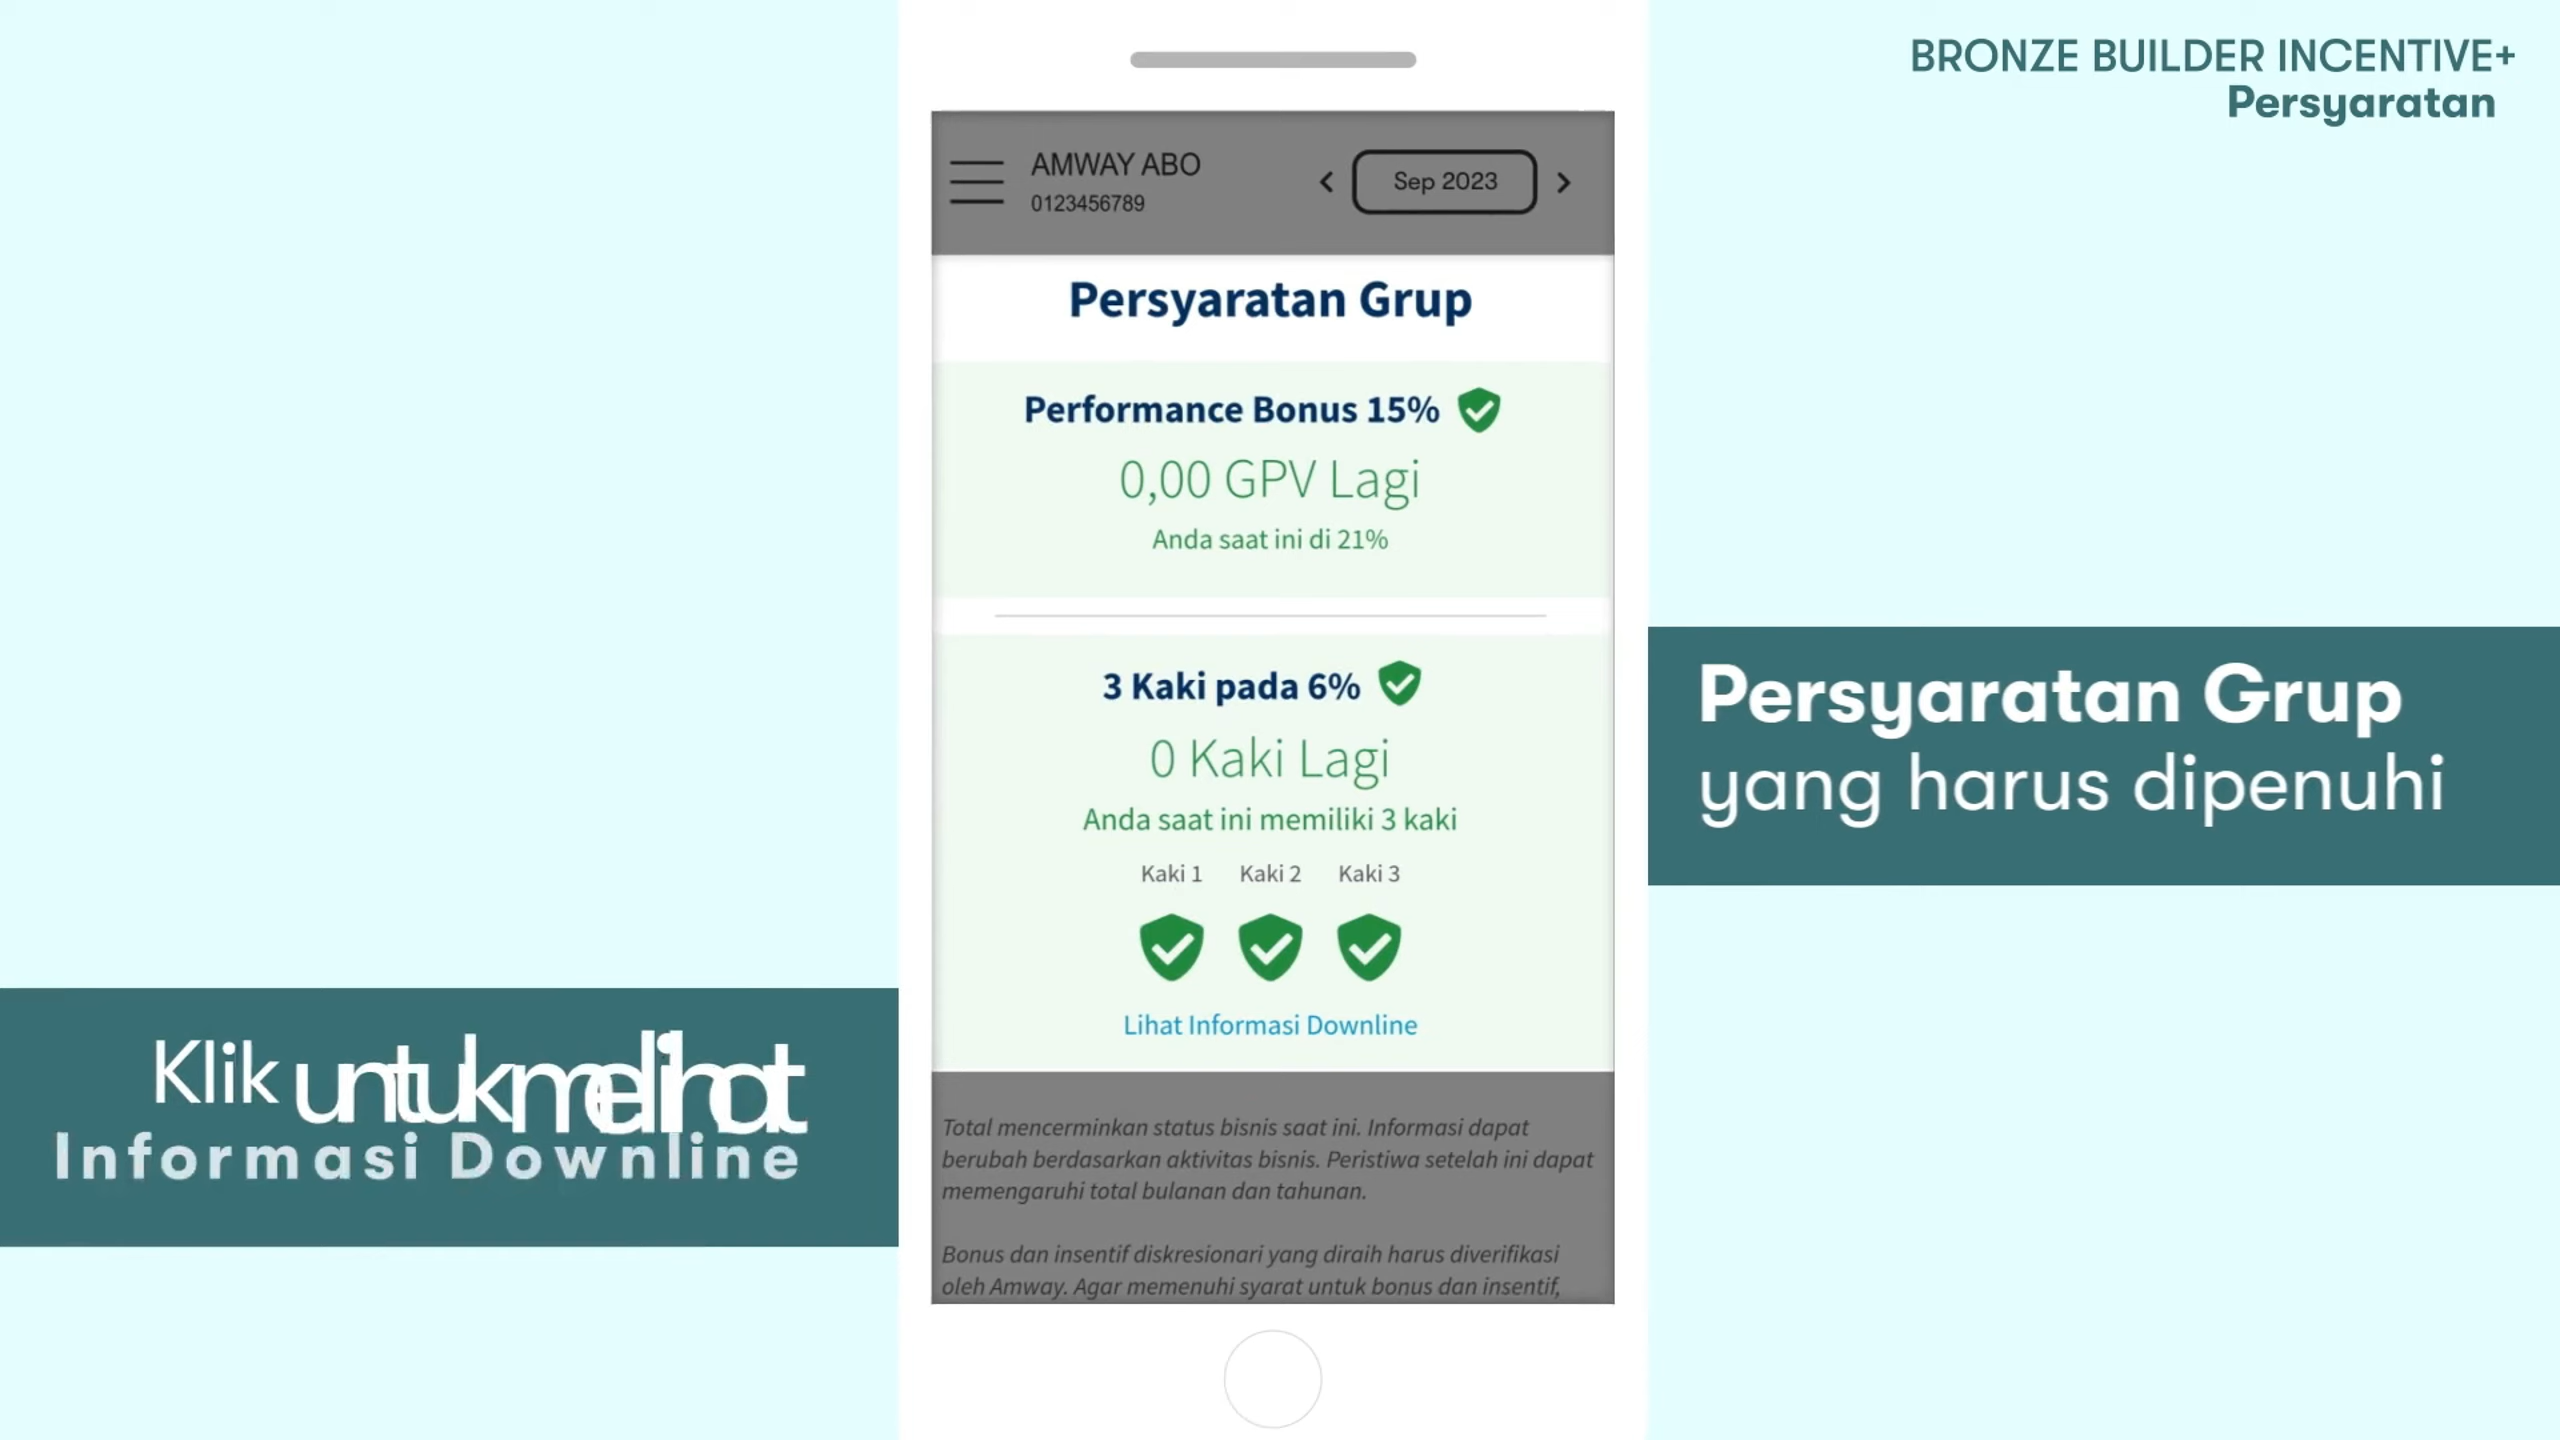 BRONZE BUILDER INCENTIVE+
Persyaratan
AMWAY ABO
0123456789
Sep 2023
Persyaratan Grup
Performance Bonus 15%
0,00 GPV Lagi
Anda saat ini di 21%
3 Kaki pada 6%
0 Kaki Lagi
Anda saat ini memiliki 3 kaki
Kaki 1 Kaki 2 Kaki 3
Lihat Informasi Downline
Total mencerminkan status bisnis saat ini. Informasi dapat
berubah berdasarkan aktivitas bisnis. Peristiwa setelah ini dapat
memengaruhi total bulanan dan tahunan.
Bonus dan insentif diskresionari yang diraih harus diverifikasi
oleh Amway. Agar memenuhi syarat untuk bonus dan insentif,
Persyaratan Grup
yang harus dipenuhi
Klik untuk melihat
Informasi Downline